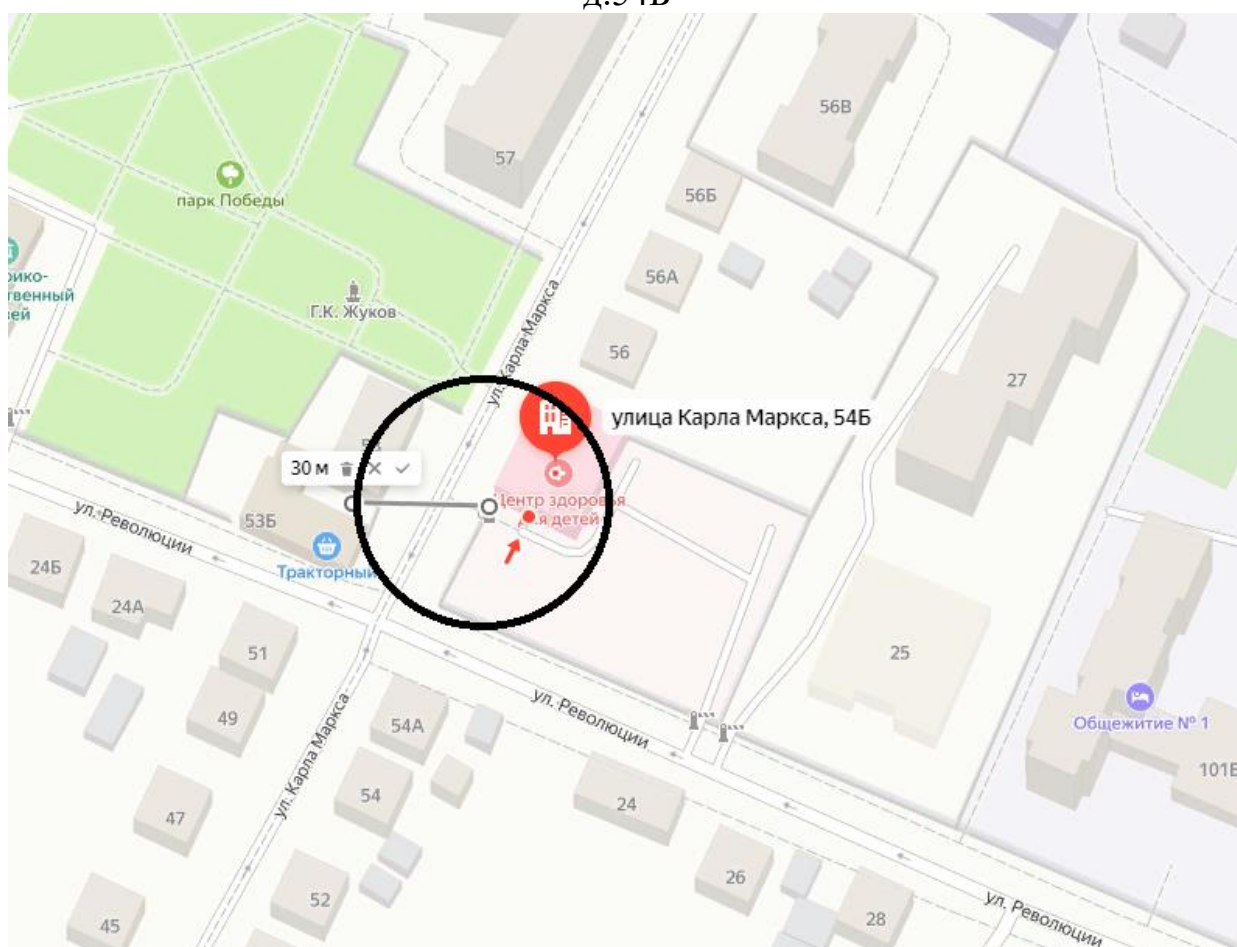 д.54Б
56В
57
парк Победы
56Б
56А
Г.К. Жуков
ул. Карла Маркса
56
27
улица Карла Маркса, 54Б
30 м
Центр здоровья
детей
53Б
ул. Революции
Тракторный
24Б
24А
51
25
49
54А
ул. Революции
Общежитие № 1
ул. Карла Маркса
101Б
54
47
24
26
52
28
45
ул. Революции